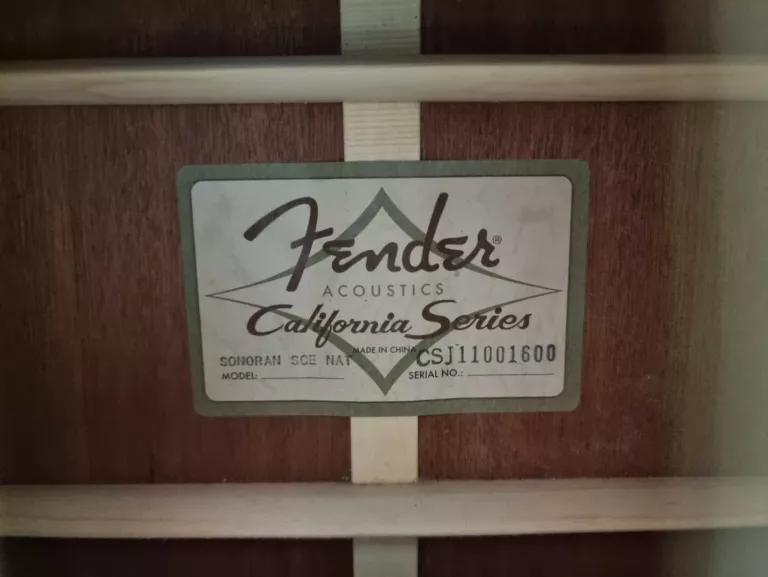 Fender®
ACOUSTICS
California Series
MADE IN CHINA
SONORAN SCE NAT CSJ11001600
MODEL: SERIAL NO.: